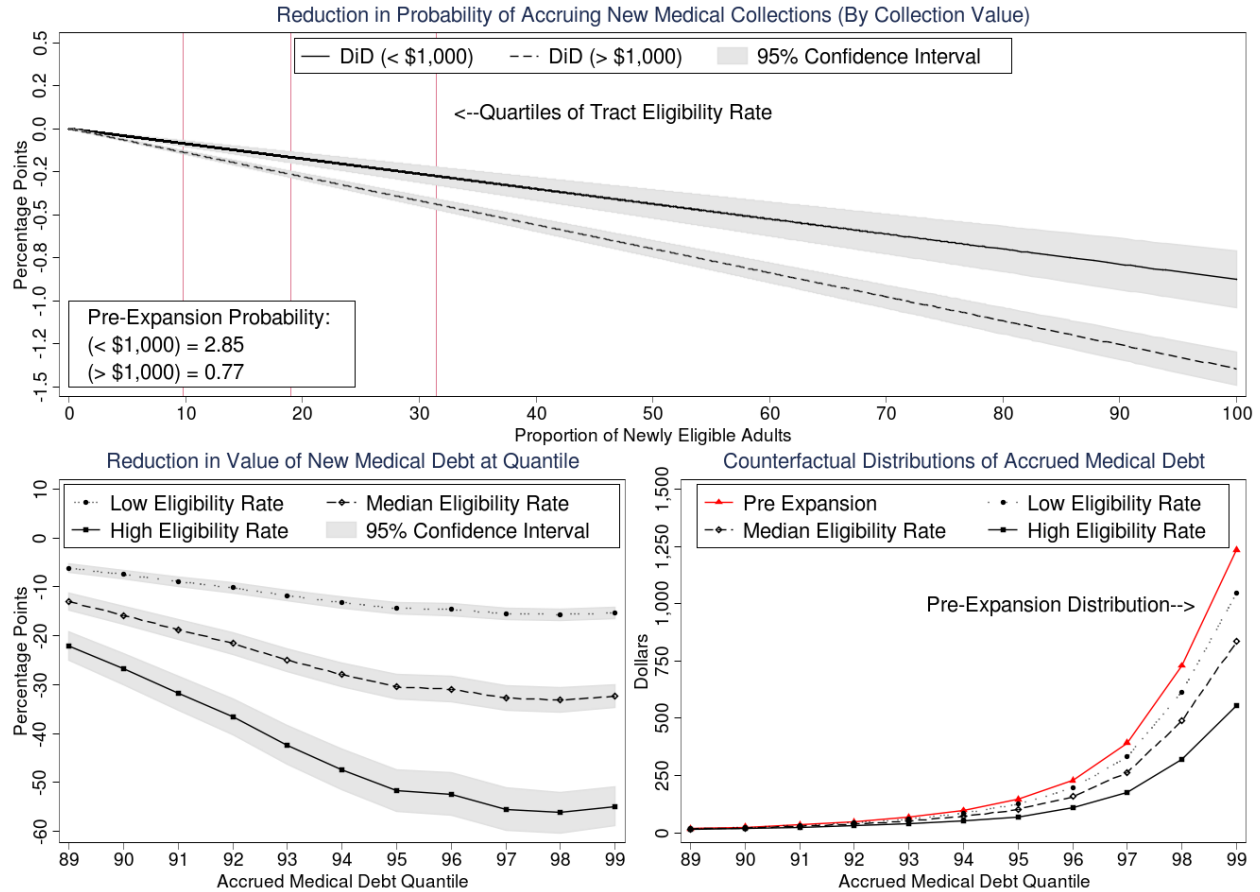 Reduction in Probability of Accruing New Medical Collections (By Collection Value)
DiD (< $1,000)
DiD (> $1,000)
95% Confidence Interval
<--Quartiles of Tract Eligibility Rate
Percentage Points
0.5
0.2
0.0
-0.2
-0.5
-0.8
-1.0
-1.2
-1.5
Pre-Expansion Probability:
(< $1,000) = 2.85
(> $1,000) = 0.77
0 10 20 30 40 50 60 70 80 90 100
Proportion of Newly Eligible Adults
Reduction in Value of New Medical Debt at Quantile
Low Eligibility Rate
Median Eligibility Rate
High Eligibility Rate
95% Confidence Interval
Percentage Points
10
0
-10
-20
-30
-40
-50
-60
89 90 91 92 93 94 95 96 97 98 99
Accrued Medical Debt Quantile
Counterfactual Distributions of Accrued Medical Debt
Pre Expansion
Low Eligibility Rate
Median Eligibility Rate
High Eligibility Rate
Pre-Expansion Distribution-->
Dollars
1,500
1,250
1,000
750
500
250
0
89 90 91 92 93 94 95 96 97 98 99
Accrued Medical Debt Quantile